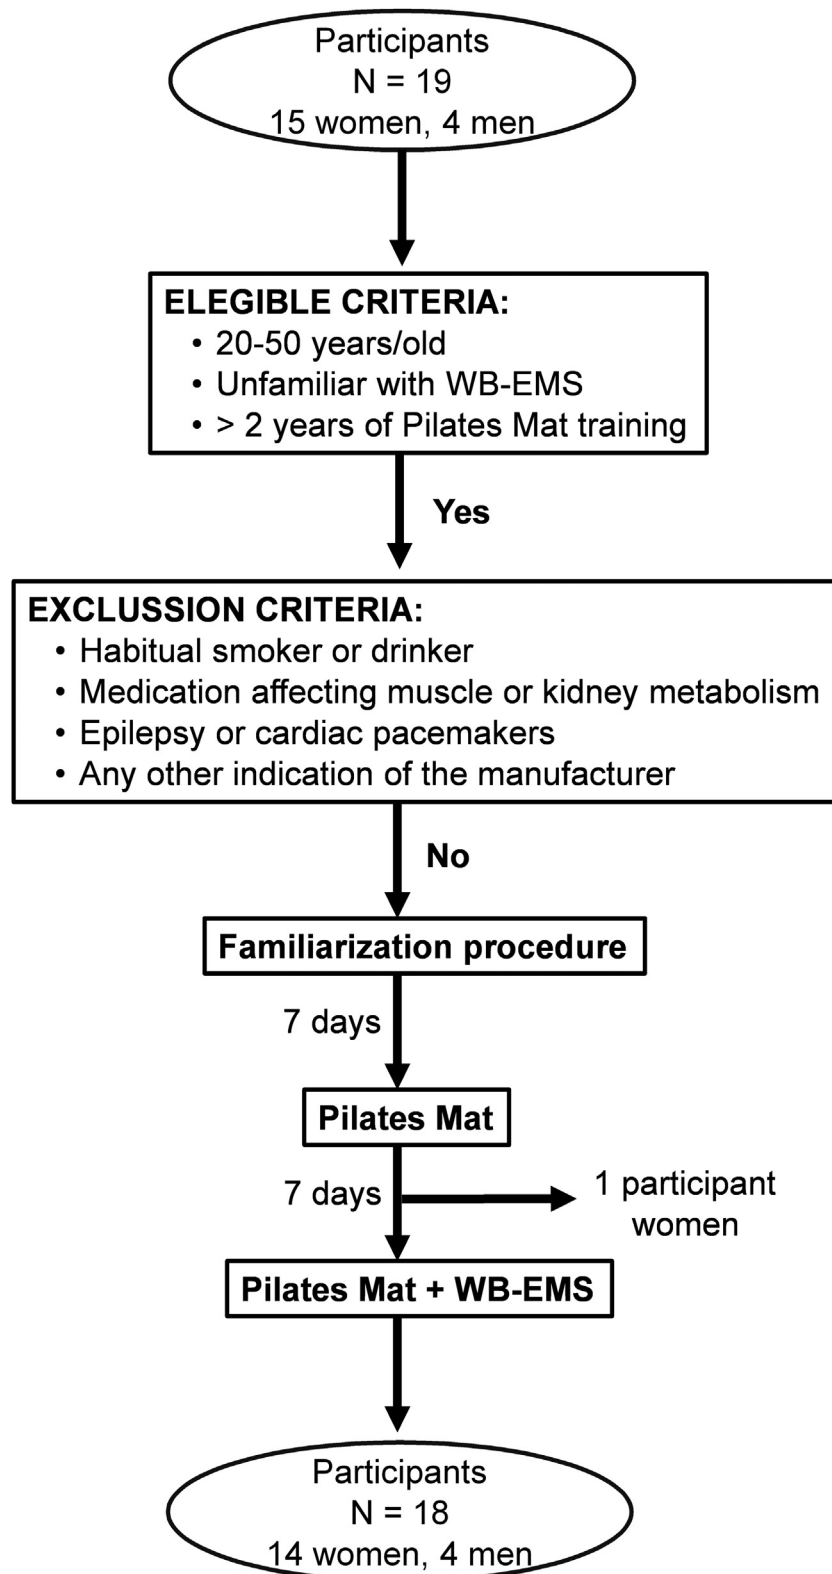 Participants
N = 19
15 women, 4 men
ELEGIBLE CRITERIA:
• 20-50 years/old
• Unfamiliar with WB-EMS
• > 2 years of Pilates Mat training
Yes
EXCLUSSION CRITERIA:
• Habitual smoker or drinker
• Medication affecting muscle or kidney metabolism
• Epilepsy or cardiac pacemakers
• Any other indication of the manufacturer
No
Familiarization procedure
7 days
Pilates Mat
7 days
1 participant
women
Pilates Mat + WB-EMS
Participants
N = 18
14 women, 4 men